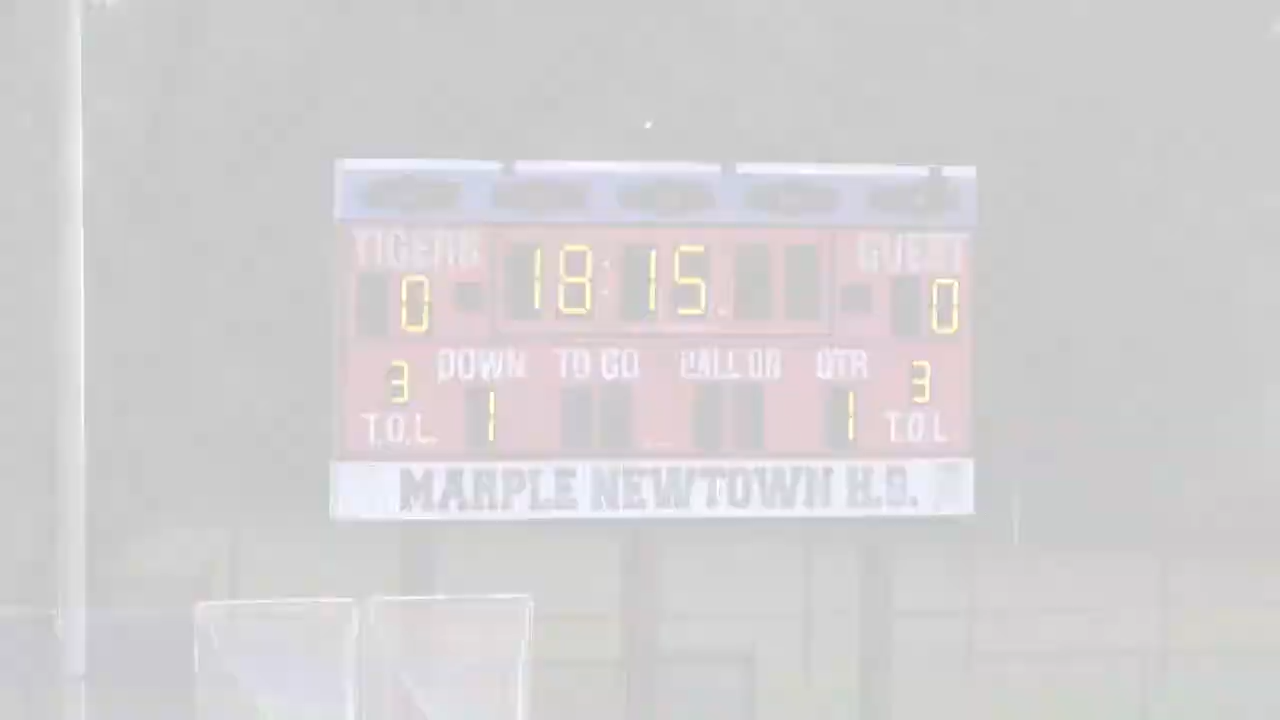 TIGERS 18:15 GUEST
0 0
3 DOWN TO GO BALL ON QTR 3
T.O.L. 1 1 T.O.L
MARPLE NEWTOWN H.S.